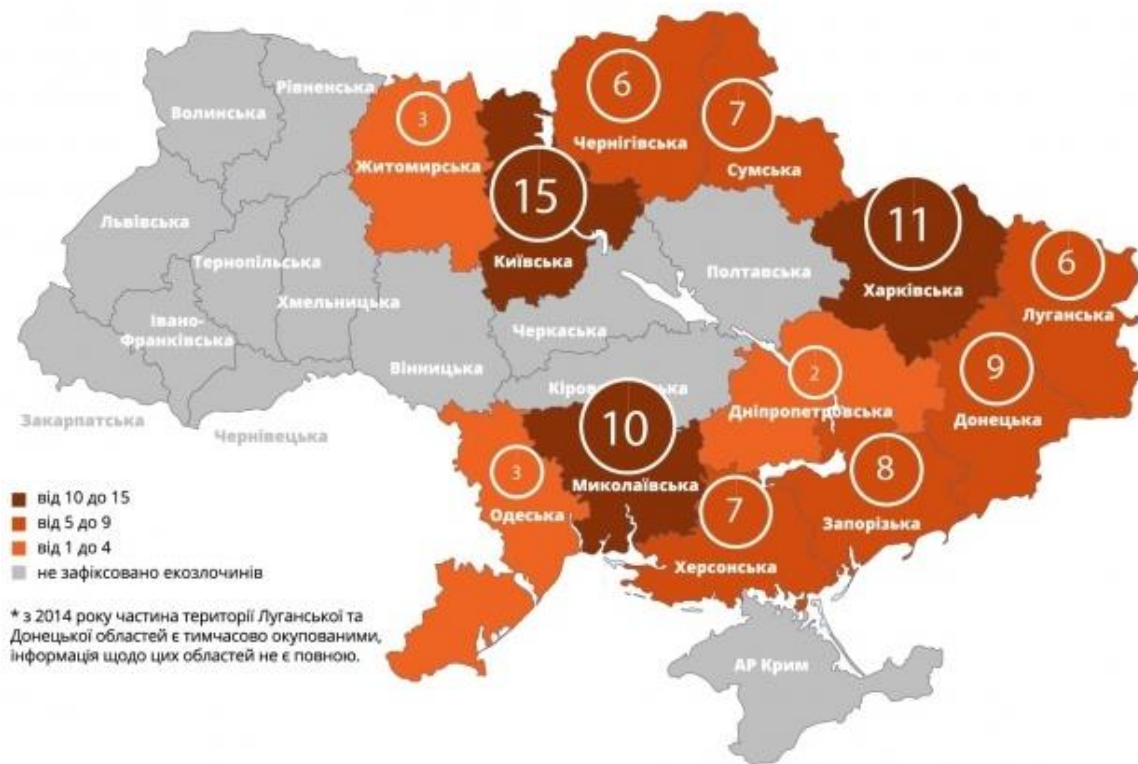 Волинська
Рівненська
3
Житомирська
6
Чернігівська
7
Сумська
15
Київська
11
Харківська
6
Луганська
Львівська
Тернопільська
Хмельницька
Івано-
Франківська
Вінницька
Черкаська
Полтавська
2
Дніпропетровська
9
Донецька
Закарпатська
Чернівецька
10
Миколаївська
3
Одеська
7
Херсонська
8
Запорізька
АР Крим
від 10 до 15
від 5 до 9
від 1 до 4
не зафіксовано екозлочинів
* з 2014 року частина території Луганської та
Донецької областей є тимчасово окупованими,
інформація щодо цих областей не є повною.